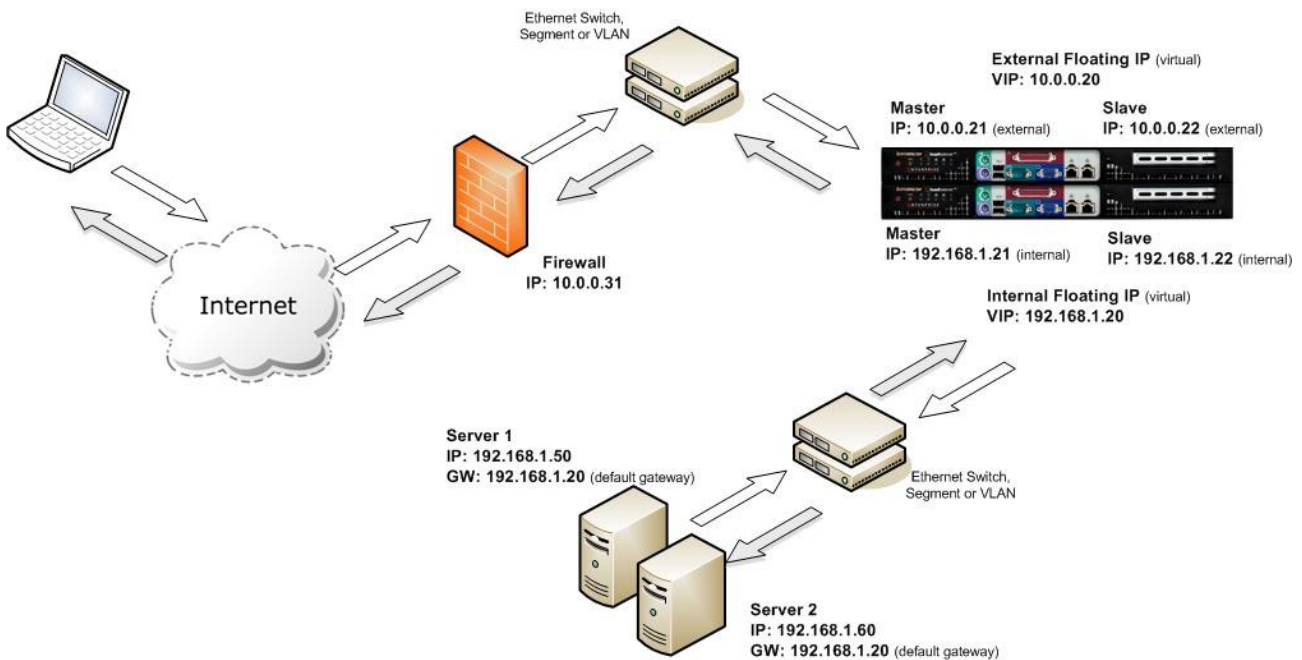 Ethernet Switch,
Segment or VLAN
External Floating IP (virtual)
VIP: 10.0.0.20
Master
IP: 10.0.0.21 (external)
Slave
IP: 10.0.0.22 (external)
Master
IP: 192.168.1.21 (internal)
Slave
IP: 192.168.1.22 (internal)
Firewall
IP: 10.0.0.31
Internet
Internal Floating IP (virtual)
VIP: 192.168.1.20
Server 1
IP: 192.168.1.50
GW: 192.168.1.20 (default gateway)
Ethernet Switch,
Segment or VLAN
Server 2
IP: 192.168.1.60
GW: 192.168.1.20 (default gateway)